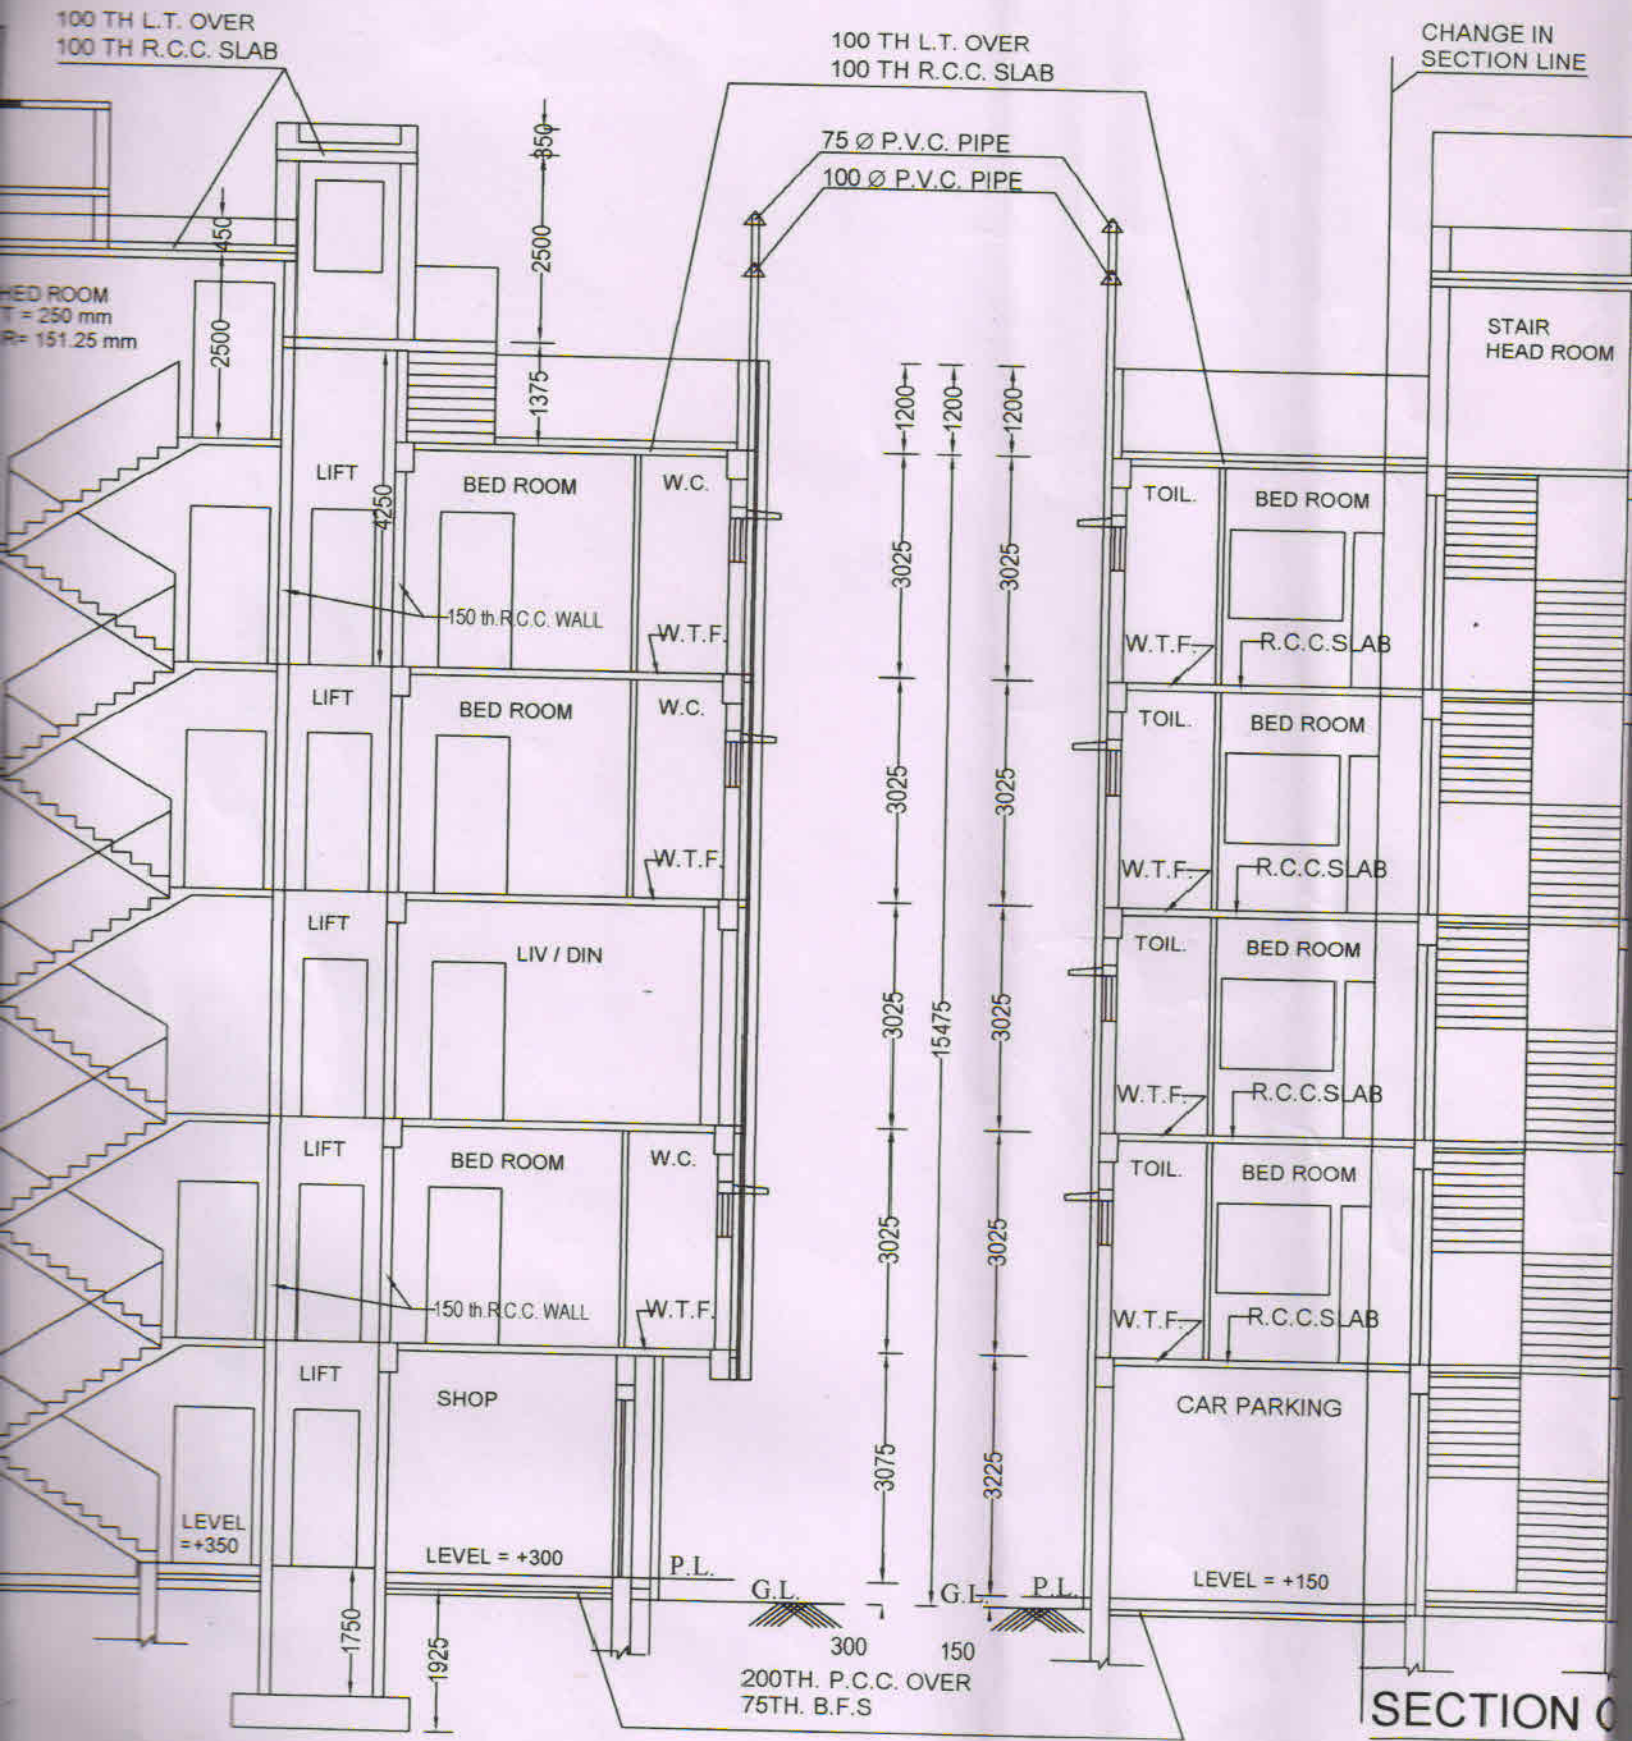 100 TH L.T. OVER
100 TH R.C.C. SLAB
100 TH L.T. OVER
100 TH R.C.C. SLAB
CHANGE IN
SECTION LINE
75 Ø P.V.C. PIPE
100 Ø P.V.C. PIPE
350
2500
450
2500
1375
HED ROOM
T = 250 mm
R= 151.25 mm
STAIR
HEAD ROOM
1200
1200
1200
LIFT
4250
BED ROOM
W.C.
3025
3025
TOIL.
BED ROOM
150 th.R.C.C. WALL
W.T.F.
W.T.F.
R.C.C.SLAB
LIFT
BED ROOM
W.C.
3025
3025
TOIL.
BED ROOM
W.T.F.
W.T.F.
R.C.C.SLAB
LIFT
LIV / DIN
3025
15475
3025
TOIL.
BED ROOM
W.T.F.
R.C.C.SLAB
LIFT
BED ROOM
W.C.
3025
3025
TOIL.
BED ROOM
150 th.R.C.C. WALL
W.T.F.
W.T.F.
R.C.C.SLAB
LIFT
SHOP
3075
3225
CAR PARKING
LEVEL
=+350
LEVEL = +300
P.L.
G.L.
G.L.
P.L.
LEVEL = +150
1750
1925
300
150
200TH. P.C.C. OVER
75TH. B.F.S
SECTION